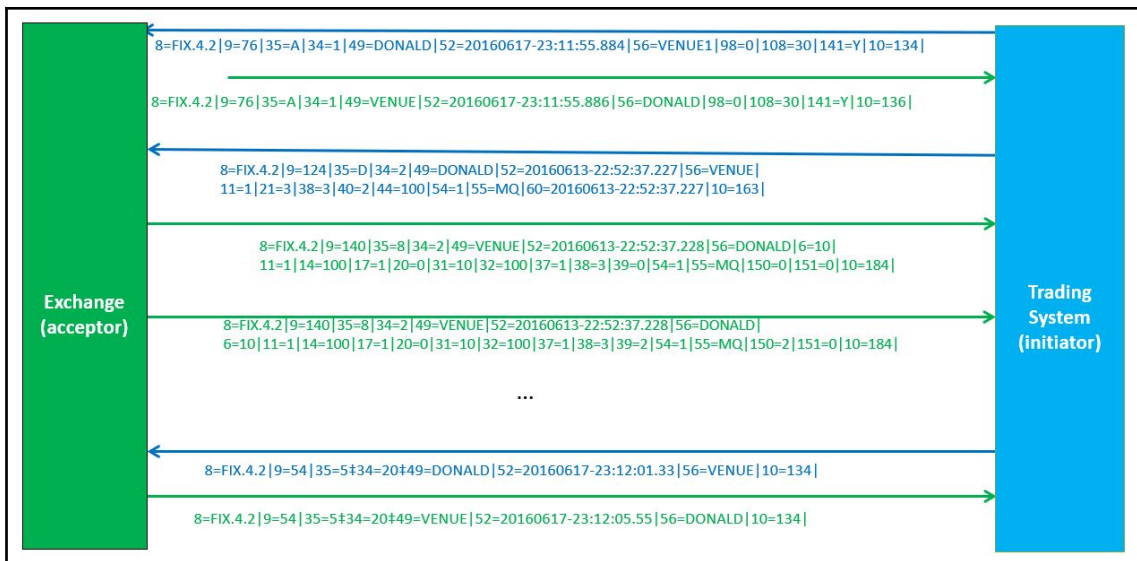 8=FIX.4.2|9=76|35=A|34=1|49=DONALD|52=20160617-23:11:55.884|56=VENUE1|98=0|108=30|141=Y|10=134|
8=FIX.4.2|9=76|35=A|34=1|49=VENUE|52=20160617-23:11:55.886|56=DONALD|98=0|108=30|141=Y|10=136|
8=FIX.4.2|9=124|35=D|34=2|49=DONALD|52=20160613-22:52:37.227|56=VENUE|
11=1|21=3|38=3|40=2|44=100|54=1|55=MQ|60=20160613-22:52:37.227|10=163|
8=FIX.4.2|9=140|35=8|34=2|49=VENUE|52=20160613-22:52:37.228|56=DONALD|6=10|
11=1|14=100|17=1|20=0|31=10|32=100|37=1|38=3|39=0|54=1|55=MQ|150=0|151=0|10=184|
Exchange
(acceptor)
8=FIX.4.2|9=140|35=8|34=2|49=VENUE|52=20160613-22:52:37.228|56=DONALD|
6=10|11=1|14=100|17=1|20=0|31=10|32=100|37=1|38=3|39=2|54=1|55=MQ|150=2|151=0|10=184|
Trading
System
(initiator)
...
8=FIX.4.2|9=54|35=5‡34=20‡49=DONALD|52=20160617-23:12:01.33|56=VENUE|10=134|
8=FIX.4.2|9=54|35=5‡34=20‡49=VENUE|52=20160617-23:12:05.55|56=DONALD|10=134|